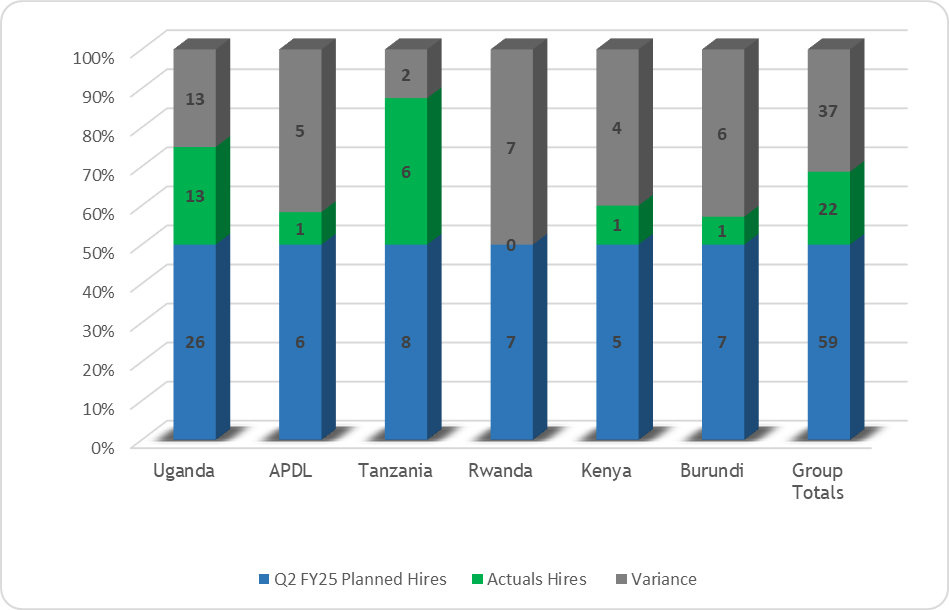 100%
90%
80%
70%
60%
50%
40%
30%
20%
10%
0%
13 5 2 7 4 6 37
13 1 6 0 1 1 22
26 6 8 7 5 7 59
Uganda APDL Tanzania Rwanda Kenya Burundi Group
Totals
Q2 FY25 Planned Hires Actuals Hires Variance